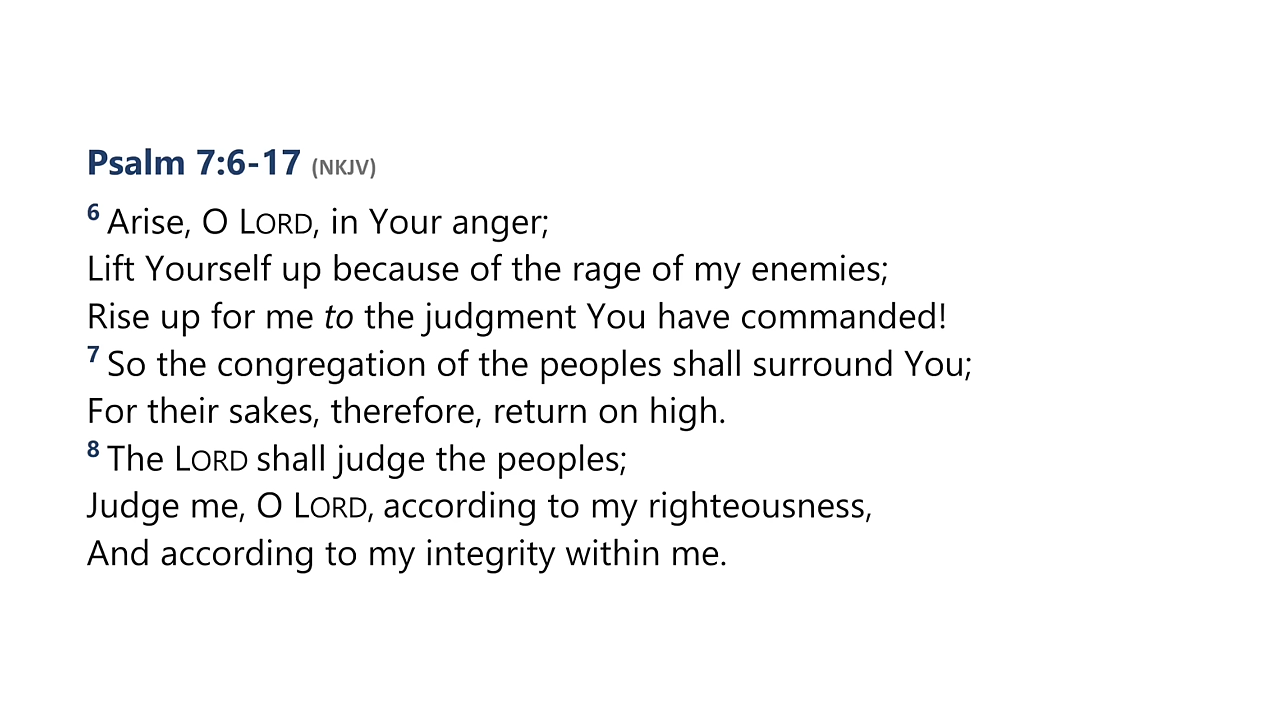 Psalm 7:6-17 (NKJV)
6 Arise, O LORD, in Your anger;
Lift Yourself up because of the rage of my enemies;
Rise up for me to the judgment You have commanded!
7 So the congregation of the peoples shall surround You;
For their sakes, therefore, return on high.
8 The LORD shall judge the peoples;
Judge me, O LORD, according to my righteousness,
And according to my integrity within me.